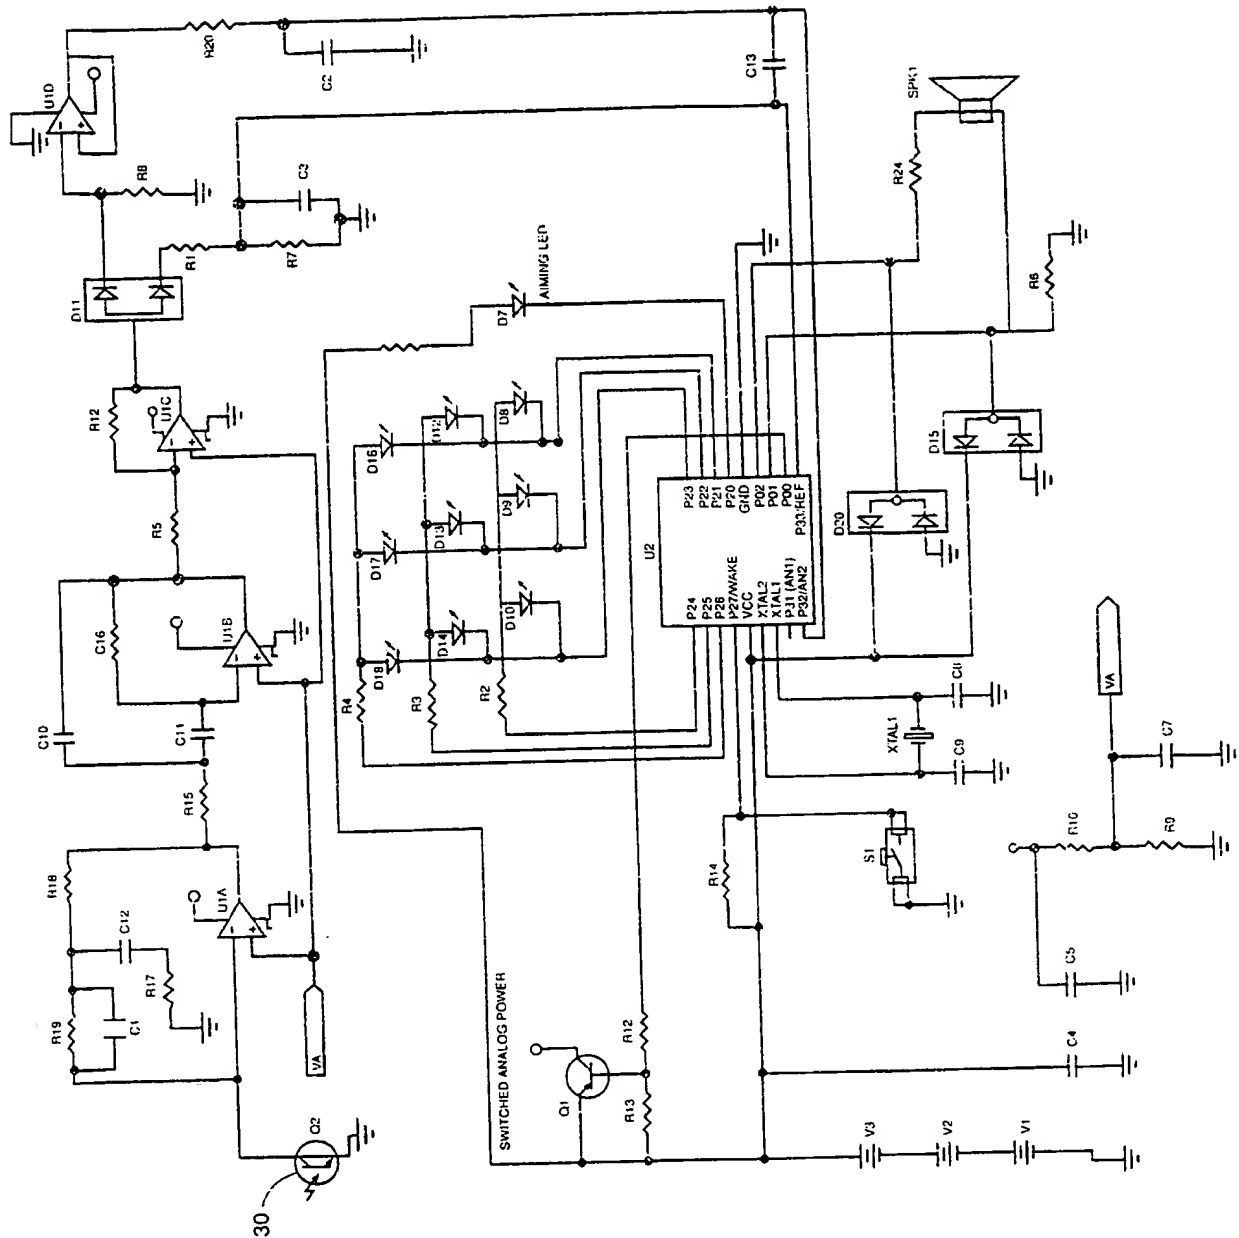 30
Q2
R19
C1
R18
C12
R17
U1A
VA
R15
C10
C11
C16
U1B
R5
R12
U1C
D11
R1
R8
R7
C3
U1D
R20
C2
C13
SWITCHED ANALOG POWER
Q1
R13
R12
R4
R3
R2
D18
D17
D16
D14
D13
D12
D10
D9
D8
D7
AIMING LED
U2
P24
P25
P26
P27/WAKE
VCC
XTAL2
XTAL1
P31 (AN1)
P32/AN2
P23
P22
P21
P20
GND
P02
P01
P00
P33/REF
R14
S1
XTAL1
C9
C8
D20
D15
R6
R24
SPK1
V3
V2
V1
C4
C5
R10
R9
C7
VA